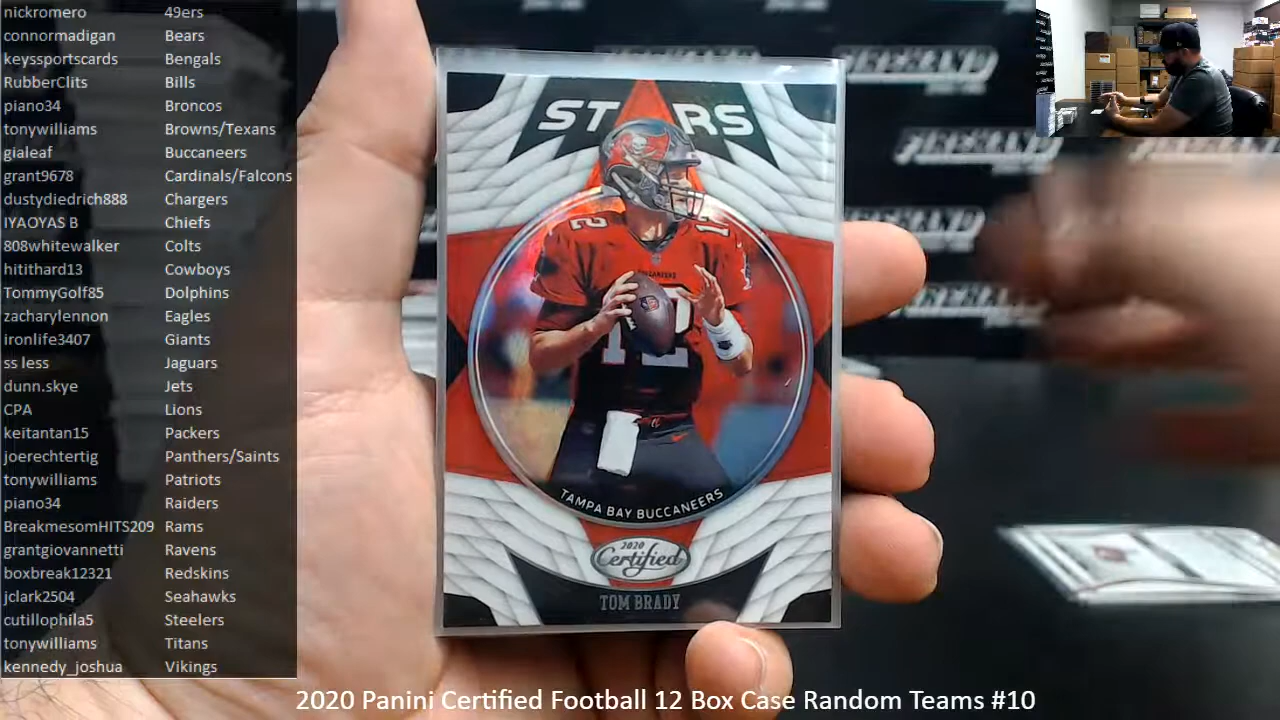 nickromero 49ers
connormadigan Bears
keyssportscards Bengals
RubberClits Bills
piano34 Broncos
tonywilliams Browns/Texans
gialeaf Buccaneers
grant9678 Cardinals/Falcons
dustydiedrich888 Chargers
IYAOYAS B Chiefs
808whitewalker Colts
hitithard13 Cowboys
TommyGolf85 Dolphins
zacharylennon Eagles
ironlife3407 Giants
ss less Jaguars
dunn.skye Jets
CPA Lions
keitantan15 Packers
joerechtertig Panthers/Saints
tonywilliams Patriots
piano34 Raiders
BreakmesomHITS209 Rams
grantgiovannetti Ravens
boxbreak12321 Redskins
jclark2504 Seahawks
cutillophila5 Steelers
tonywilliams Titans
kennedy_joshua Vikings
STARS
12
BUCCANEERS
12
TAMPA BAY BUCCANEERS
2020
Certified
TOM BRADY
2020 Panini Certified Football 12 Box Case Random Teams #10